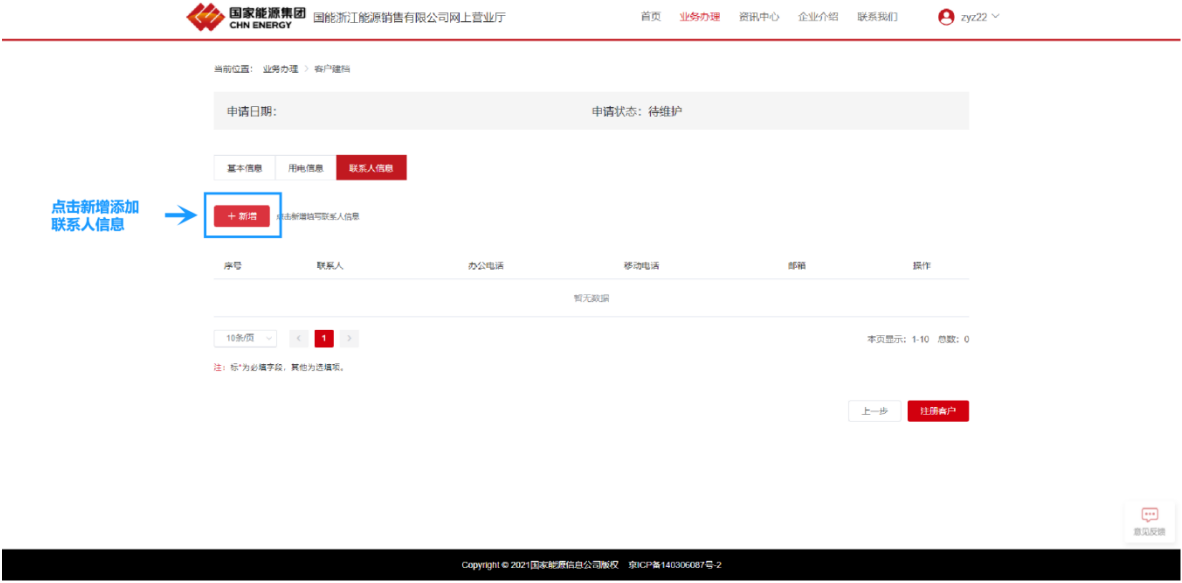 国家能源集团
CHN ENERGY
国能浙江能源销售有限公司网上营业厅
首页 业务办理 资讯中心 企业介绍 联系我们 zyz22
当前位置： 业务办理 > 客户建档
申请日期： 申请状态：待维护
基本信息 用电信息 联系人信息
点击新增添加
联系人信息
+ 新增 点击新增填写联系人信息
序号 联系人 办公电话 移动电话 邮箱 操作
暂无数据
10条/页 < 1 > 本页显示：1-10 总数：0
注：标*为必填字段，其他为选填项。
上一步 注册客户
意见反馈
Copyright © 2021国家能源信息公司版权 京ICP备140306087号-2